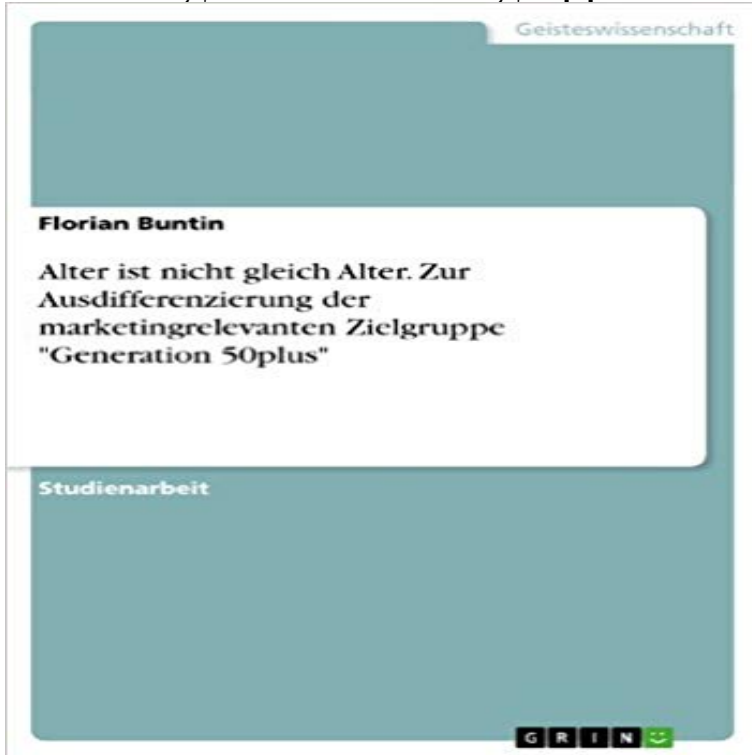 Geisteswissenschaft
Florian Buntin
Alter ist nicht gleich Alter. Zur
Ausdifferenzierung der
marketingrelevanten Zielgruppe
"Generation 50plus"
Studienarbeit
GRIN